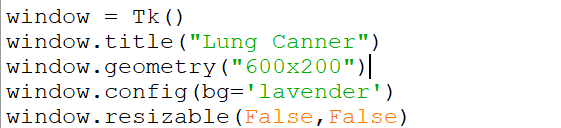 window = Tk()
window.title("Lung Canner")
window.geometry("600x200")
window.config(bg='lavender')
window.resizable(False,False)